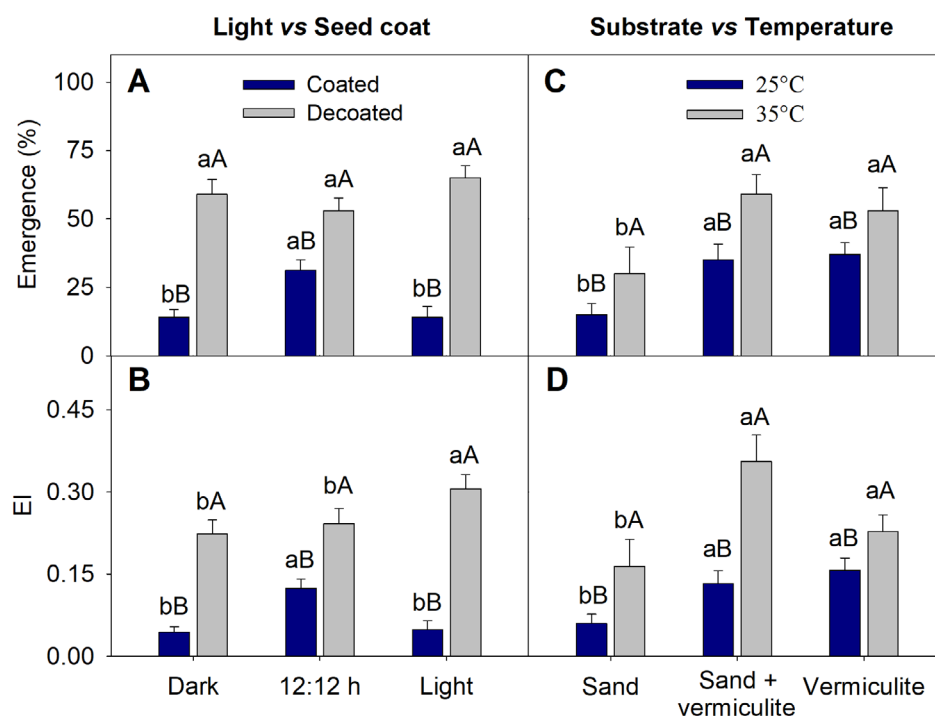 Light vs Seed coat
Substrate vs Temperature
A
Coated
Decoated
Emergence (%)
100
75
50
25
0
bB
aA
aB
aA
bB
aA
C
25°C
35°C
bB
bA
aB
aA
aB
aA
B
EI
0.45
0.30
0.15
0.00
bB
bA
aB
bA
bB
aA
Dark
12:12 h
Light
D
bB
bA
aB
aA
aB
aA
Sand
Sand +
vermiculite
Vermiculite